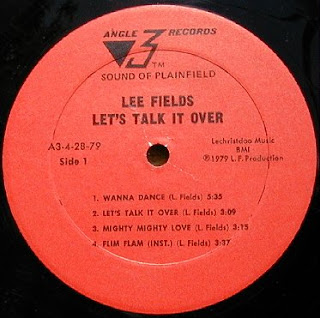 ANGLE 3 RECORDS
TM
SOUND OF PLAINFIELD
LEE FIELDS
LET'S TALK IT OVER
A3-4-28-79
Side 1
Lechristdao Music
BMI
℗1979 L.F. Production
1. WANNA DANCE (L. Fields) 5:35
2. LET'S TALK IT OVER (L. Fields) 3:09
3. MIGHTY MIGHTY LOVE (L. Fields) 3:15
4. FLIM FLAM (INST.) (L. Fields) 3:37